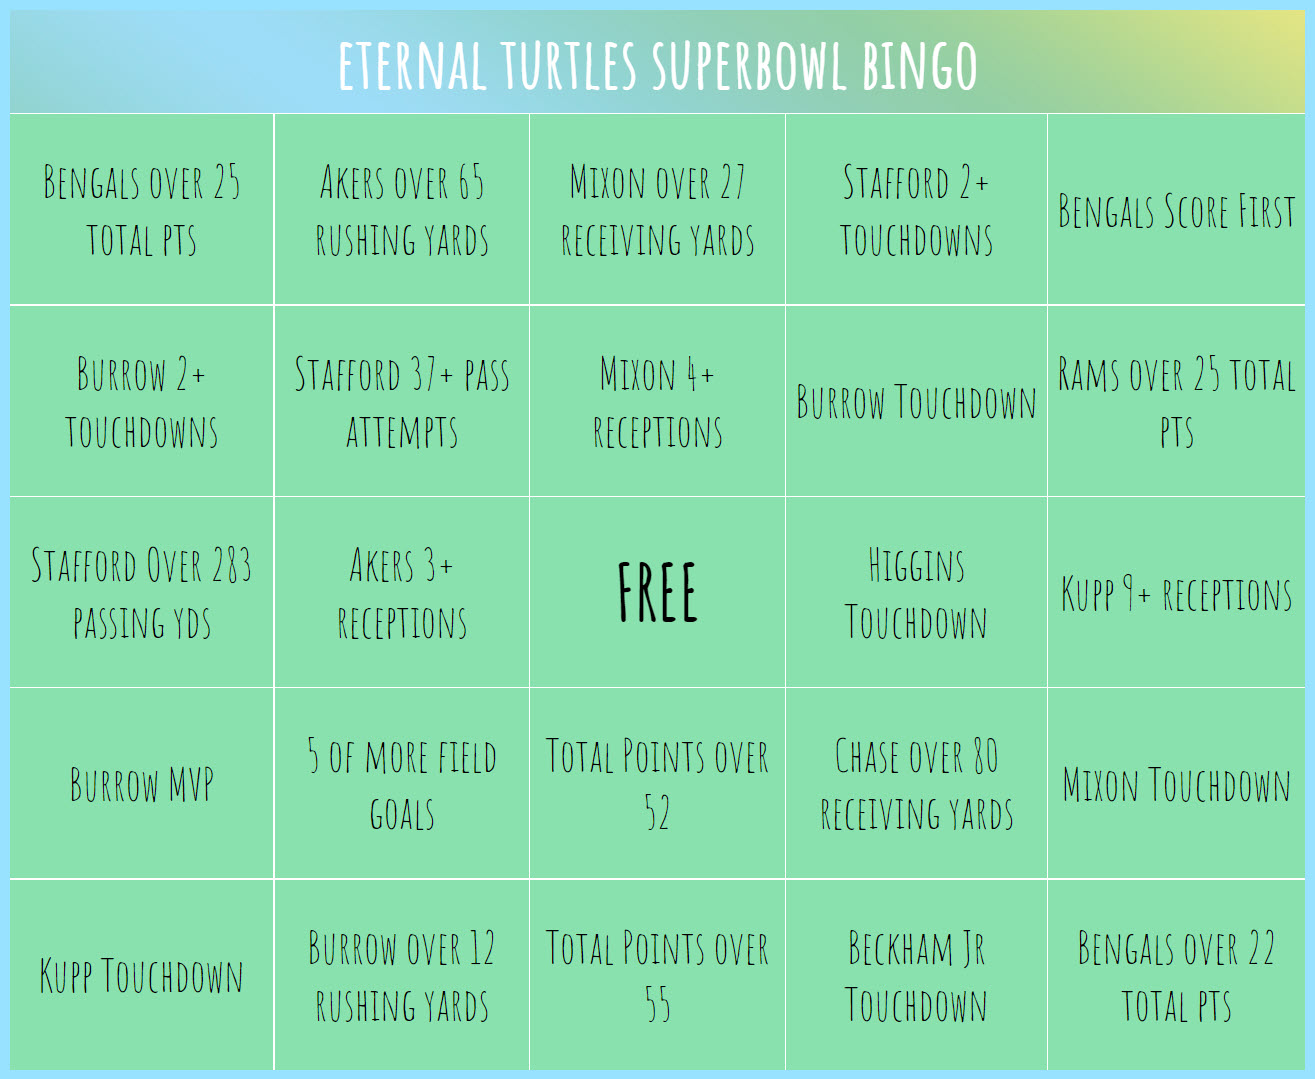 ETERNAL TURTLES SUPERBOWL BINGO
BENGALS OVER 25
TOTAL PTS
AKERS OVER 65
RUSHING YARDS
MIXON OVER 27
RECEIVING YARDS
STAFFORD 2+
TOUCHDOWNS
BENGALS SCORE FIRST
BURROW 2+
TOUCHDOWNS
STAFFORD 37+ PASS
ATTEMPTS
MIXON 4+
RECEPTIONS
BURROW TOUCHDOWN
RAMS OVER 25 TOTAL
PTS
STAFFORD OVER 283
PASSING YDS
AKERS 3+
RECEPTIONS
FREE
HIGGINS
TOUCHDOWN
KUPP 9+ RECEPTIONS
BURROW MVP
5 OF MORE FIELD
GOALS
TOTAL POINTS OVER
52
CHASE OVER 80
RECEIVING YARDS
MIXON TOUCHDOWN
KUPP TOUCHDOWN
BURROW OVER 12
RUSHING YARDS
TOTAL POINTS OVER
55
BECKHAM JR
TOUCHDOWN
BENGALS OVER 22
TOTAL PTS